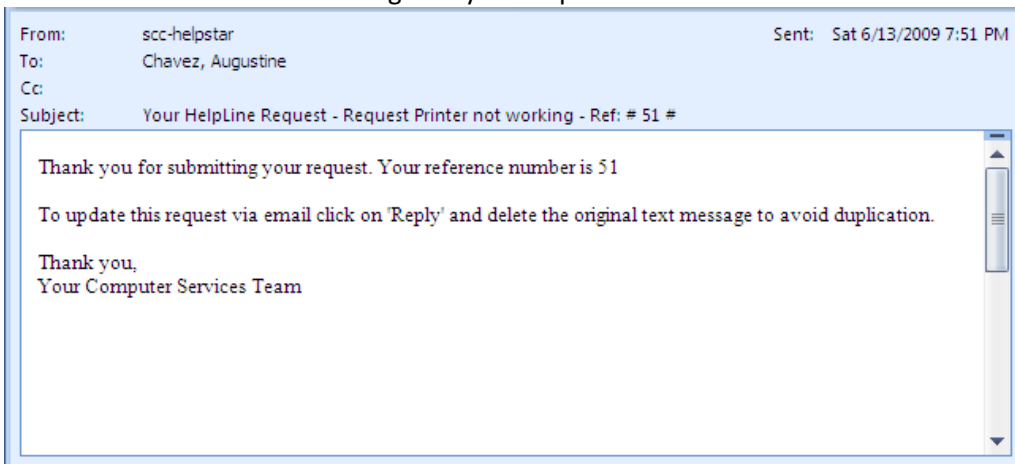 From: scc-helpstar Sent: Sat 6/13/2009 7:51 PM
To: Chavez, Augustine
Cc:
Subject: Your HelpLine Request - Request Printer not working - Ref: # 51 #
Thank you for submitting your request. Your reference number is 51
To update this request via email click on 'Reply' and delete the original text message to avoid duplication.
Thank you,
Your Computer Services Team